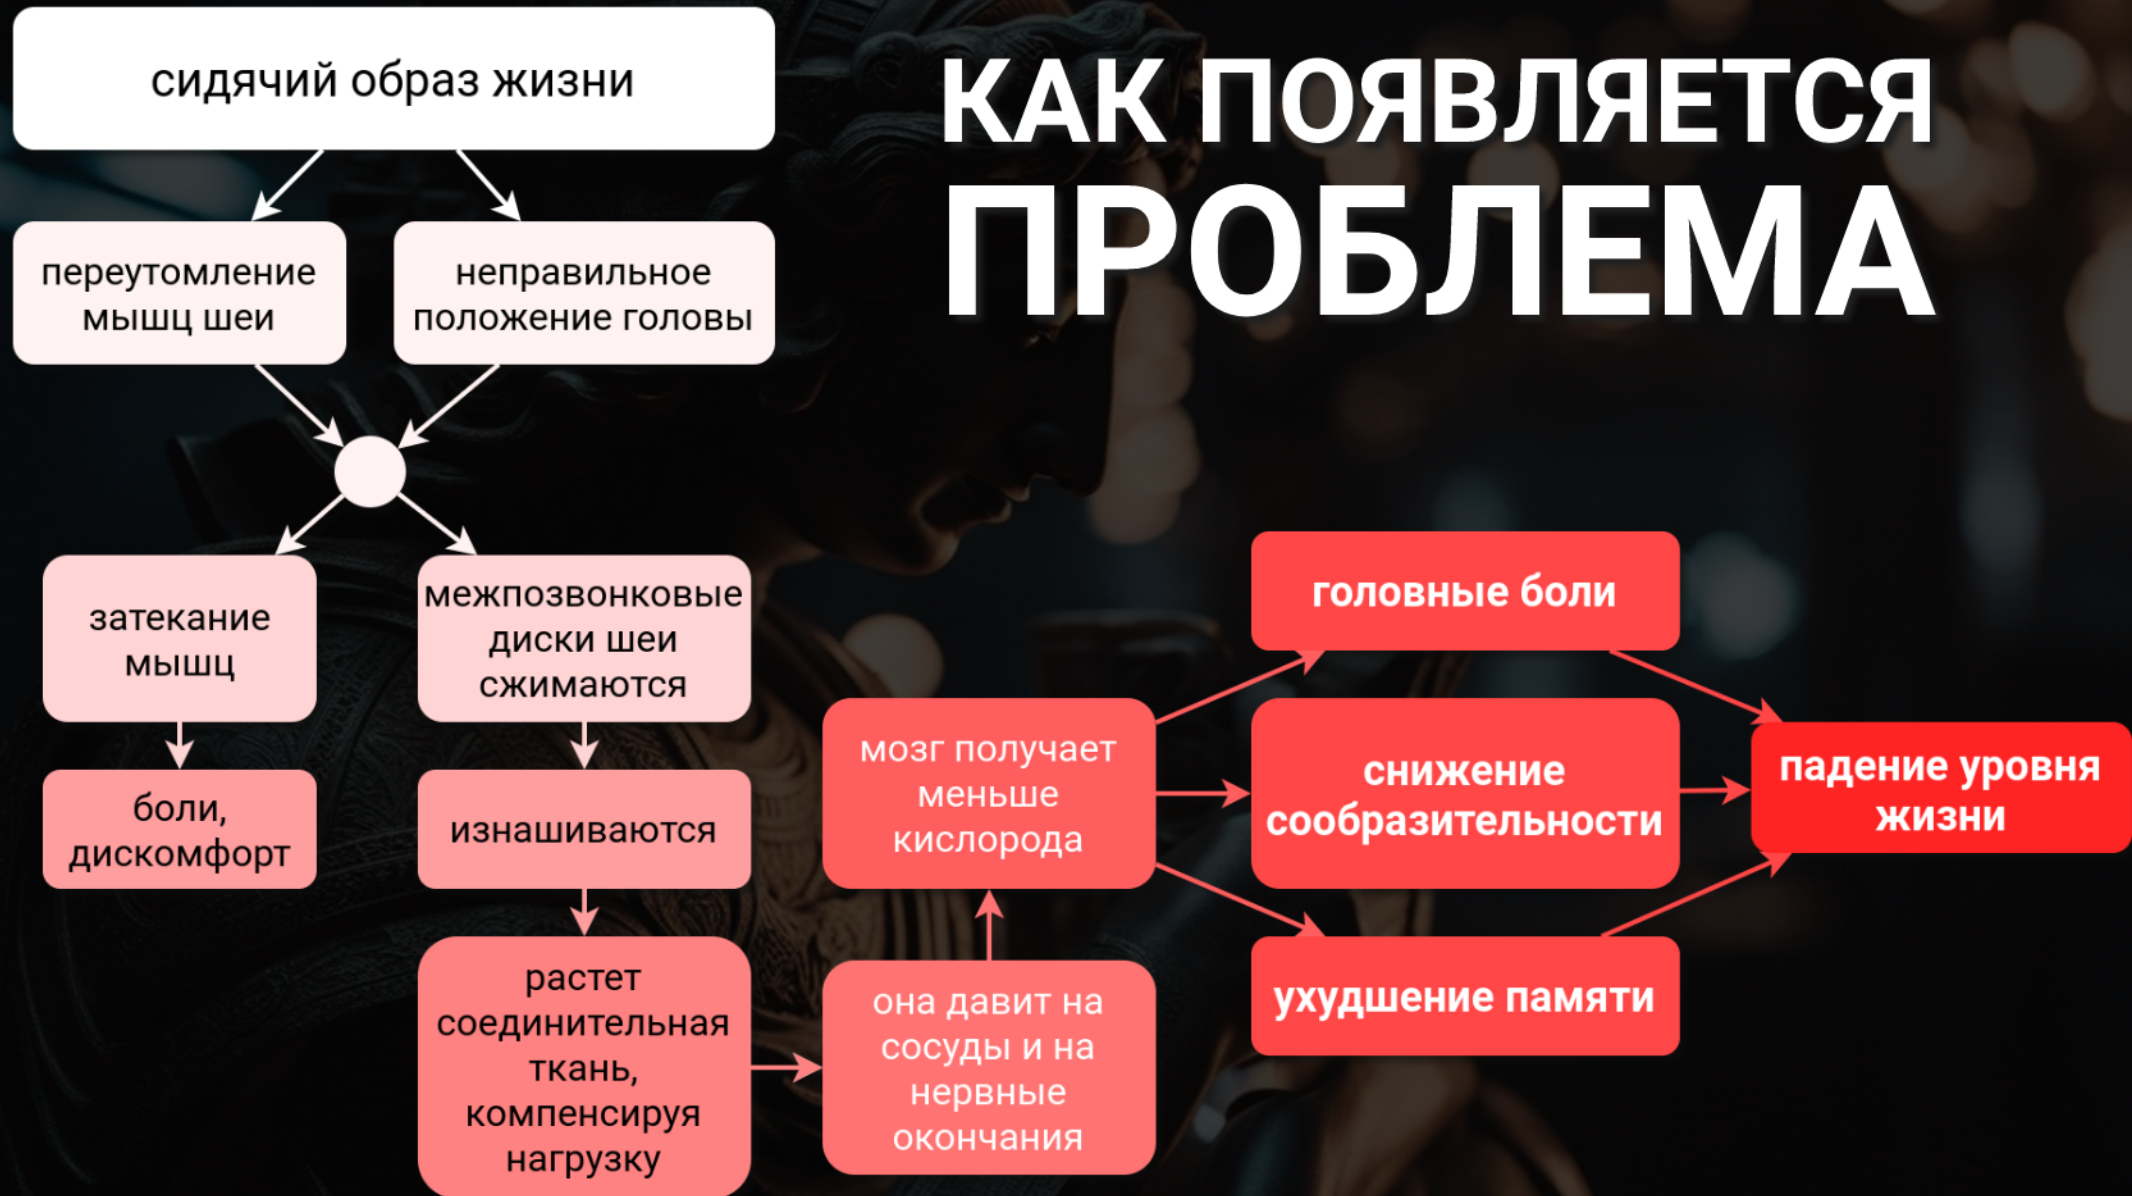 КАК ПОЯВЛЯЕТСЯ
ПРОБЛЕМА
сидячий образ жизни
переутомление
мышц шеи
неправильное
положение головы
затекание
мышц
межпозвонковые
диски шеи
сжимаются
боли,
дискомфорт
изнашиваются
растет
соединительная
ткань,
компенсируя
нагрузку
она давит на
сосуды и на
нервные
окончания
мозг получает
меньше
кислорода
головные боли
снижение
сообразительности
ухудшение памяти
падение уровня
жизни